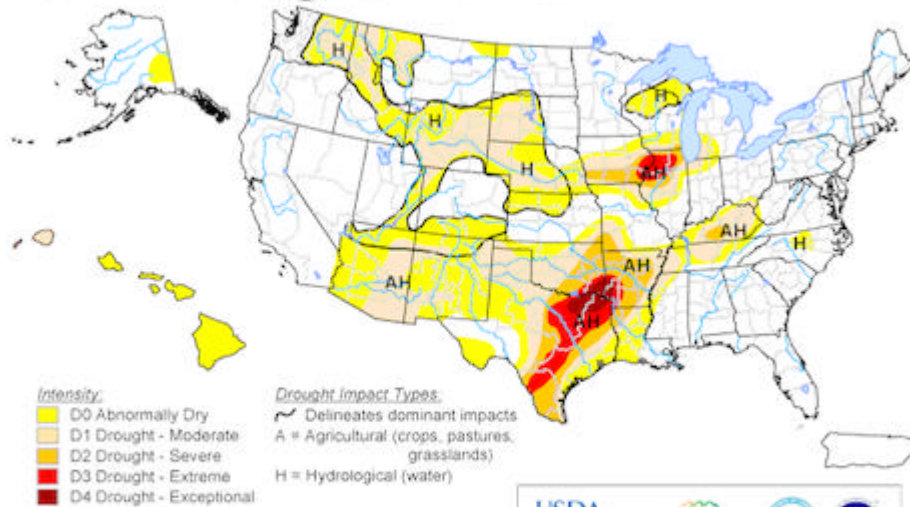 H
H
H
H
AH
AH
AH
H
AH
AH
Intensity:
D0 Abnormally Dry
D1 Drought - Moderate
D2 Drought - Severe
D3 Drought - Extreme
D4 Drought - Exceptional
Drought Impact Types:
Delineates dominant impacts
A = Agricultural (crops, pastures,
grasslands)
H = Hydrological (water)
USDA